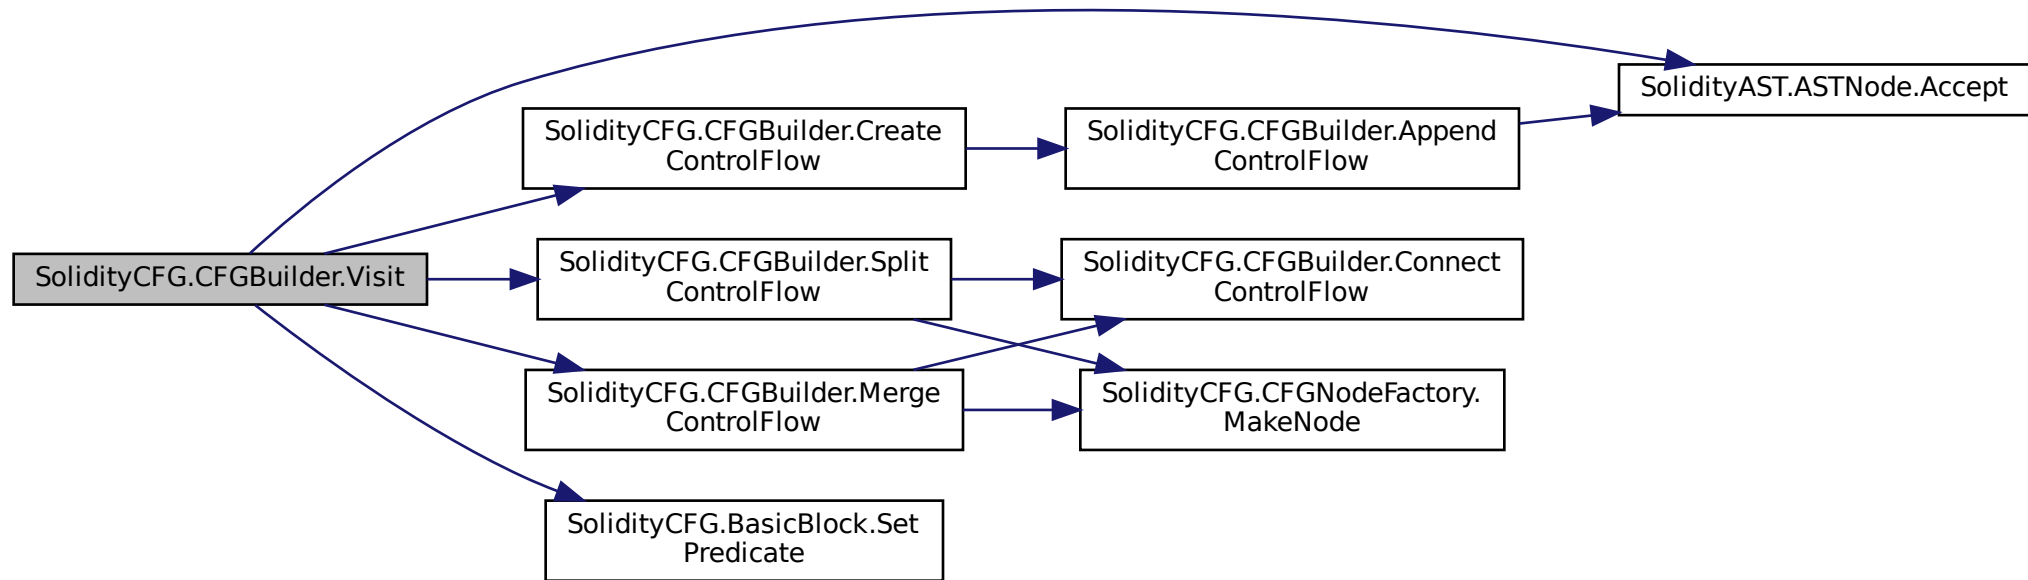 SolidityCFG.CFGBuilder.Visit
SolidityCFG.CFGBuilder.Create
ControlFlow
SolidityCFG.CFGBuilder.Append
ControlFlow
SolidityAST.ASTNode.Accept
SolidityCFG.CFGBuilder.Split
ControlFlow
SolidityCFG.CFGBuilder.Connect
ControlFlow
SolidityCFG.CFGBuilder.Merge
ControlFlow
SolidityCFG.CFGNodeFactory.
MakeNode
SolidityCFG.BasicBlock.Set
Predicate